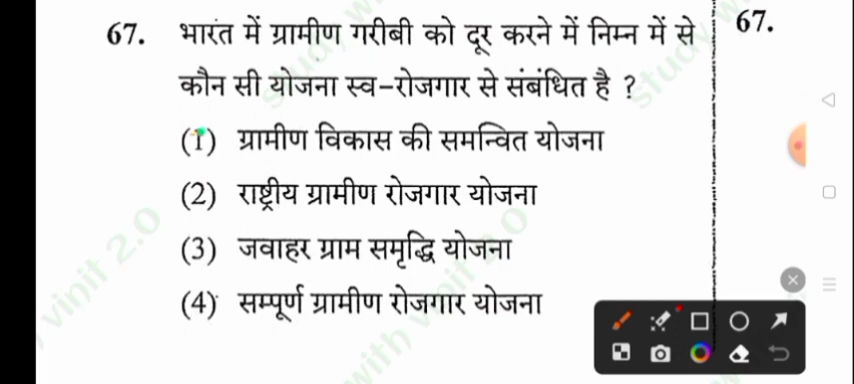 67. भारत में ग्रामीण गरीबी को दूर करने में निम्न में से
67.
कौन सी योजना स्व-रोजगार से संबंधित है ?
(1) ग्रामीण विकास की समन्वित योजना
(2) राष्ट्रीय ग्रामीण रोजगार योजना
(3) जवाहर ग्राम समृद्धि योजना
(4) सम्पूर्ण ग्रामीण रोजगार योजना